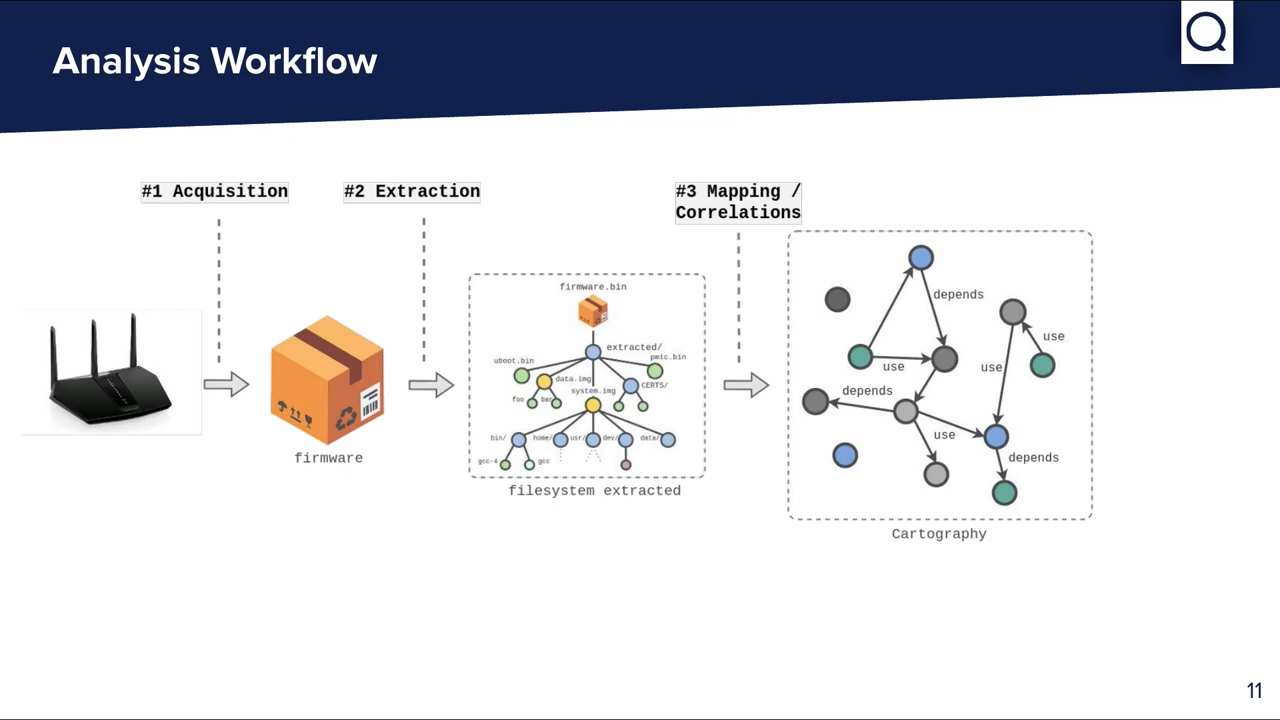 Analysis Workflow
#1 Acquisition
#2 Extraction
#3 Mapping /
Correlations
firmware
firmware.bin
extracted/
uboot.bin
pmic.bin
data.img
CERTS/
system.img
foo
bar
bin/
home/
usr/
dev/
data/
gcc-4
gcc
filesystem extracted
depends
use
use
use
depends
use
depends
Cartography
11